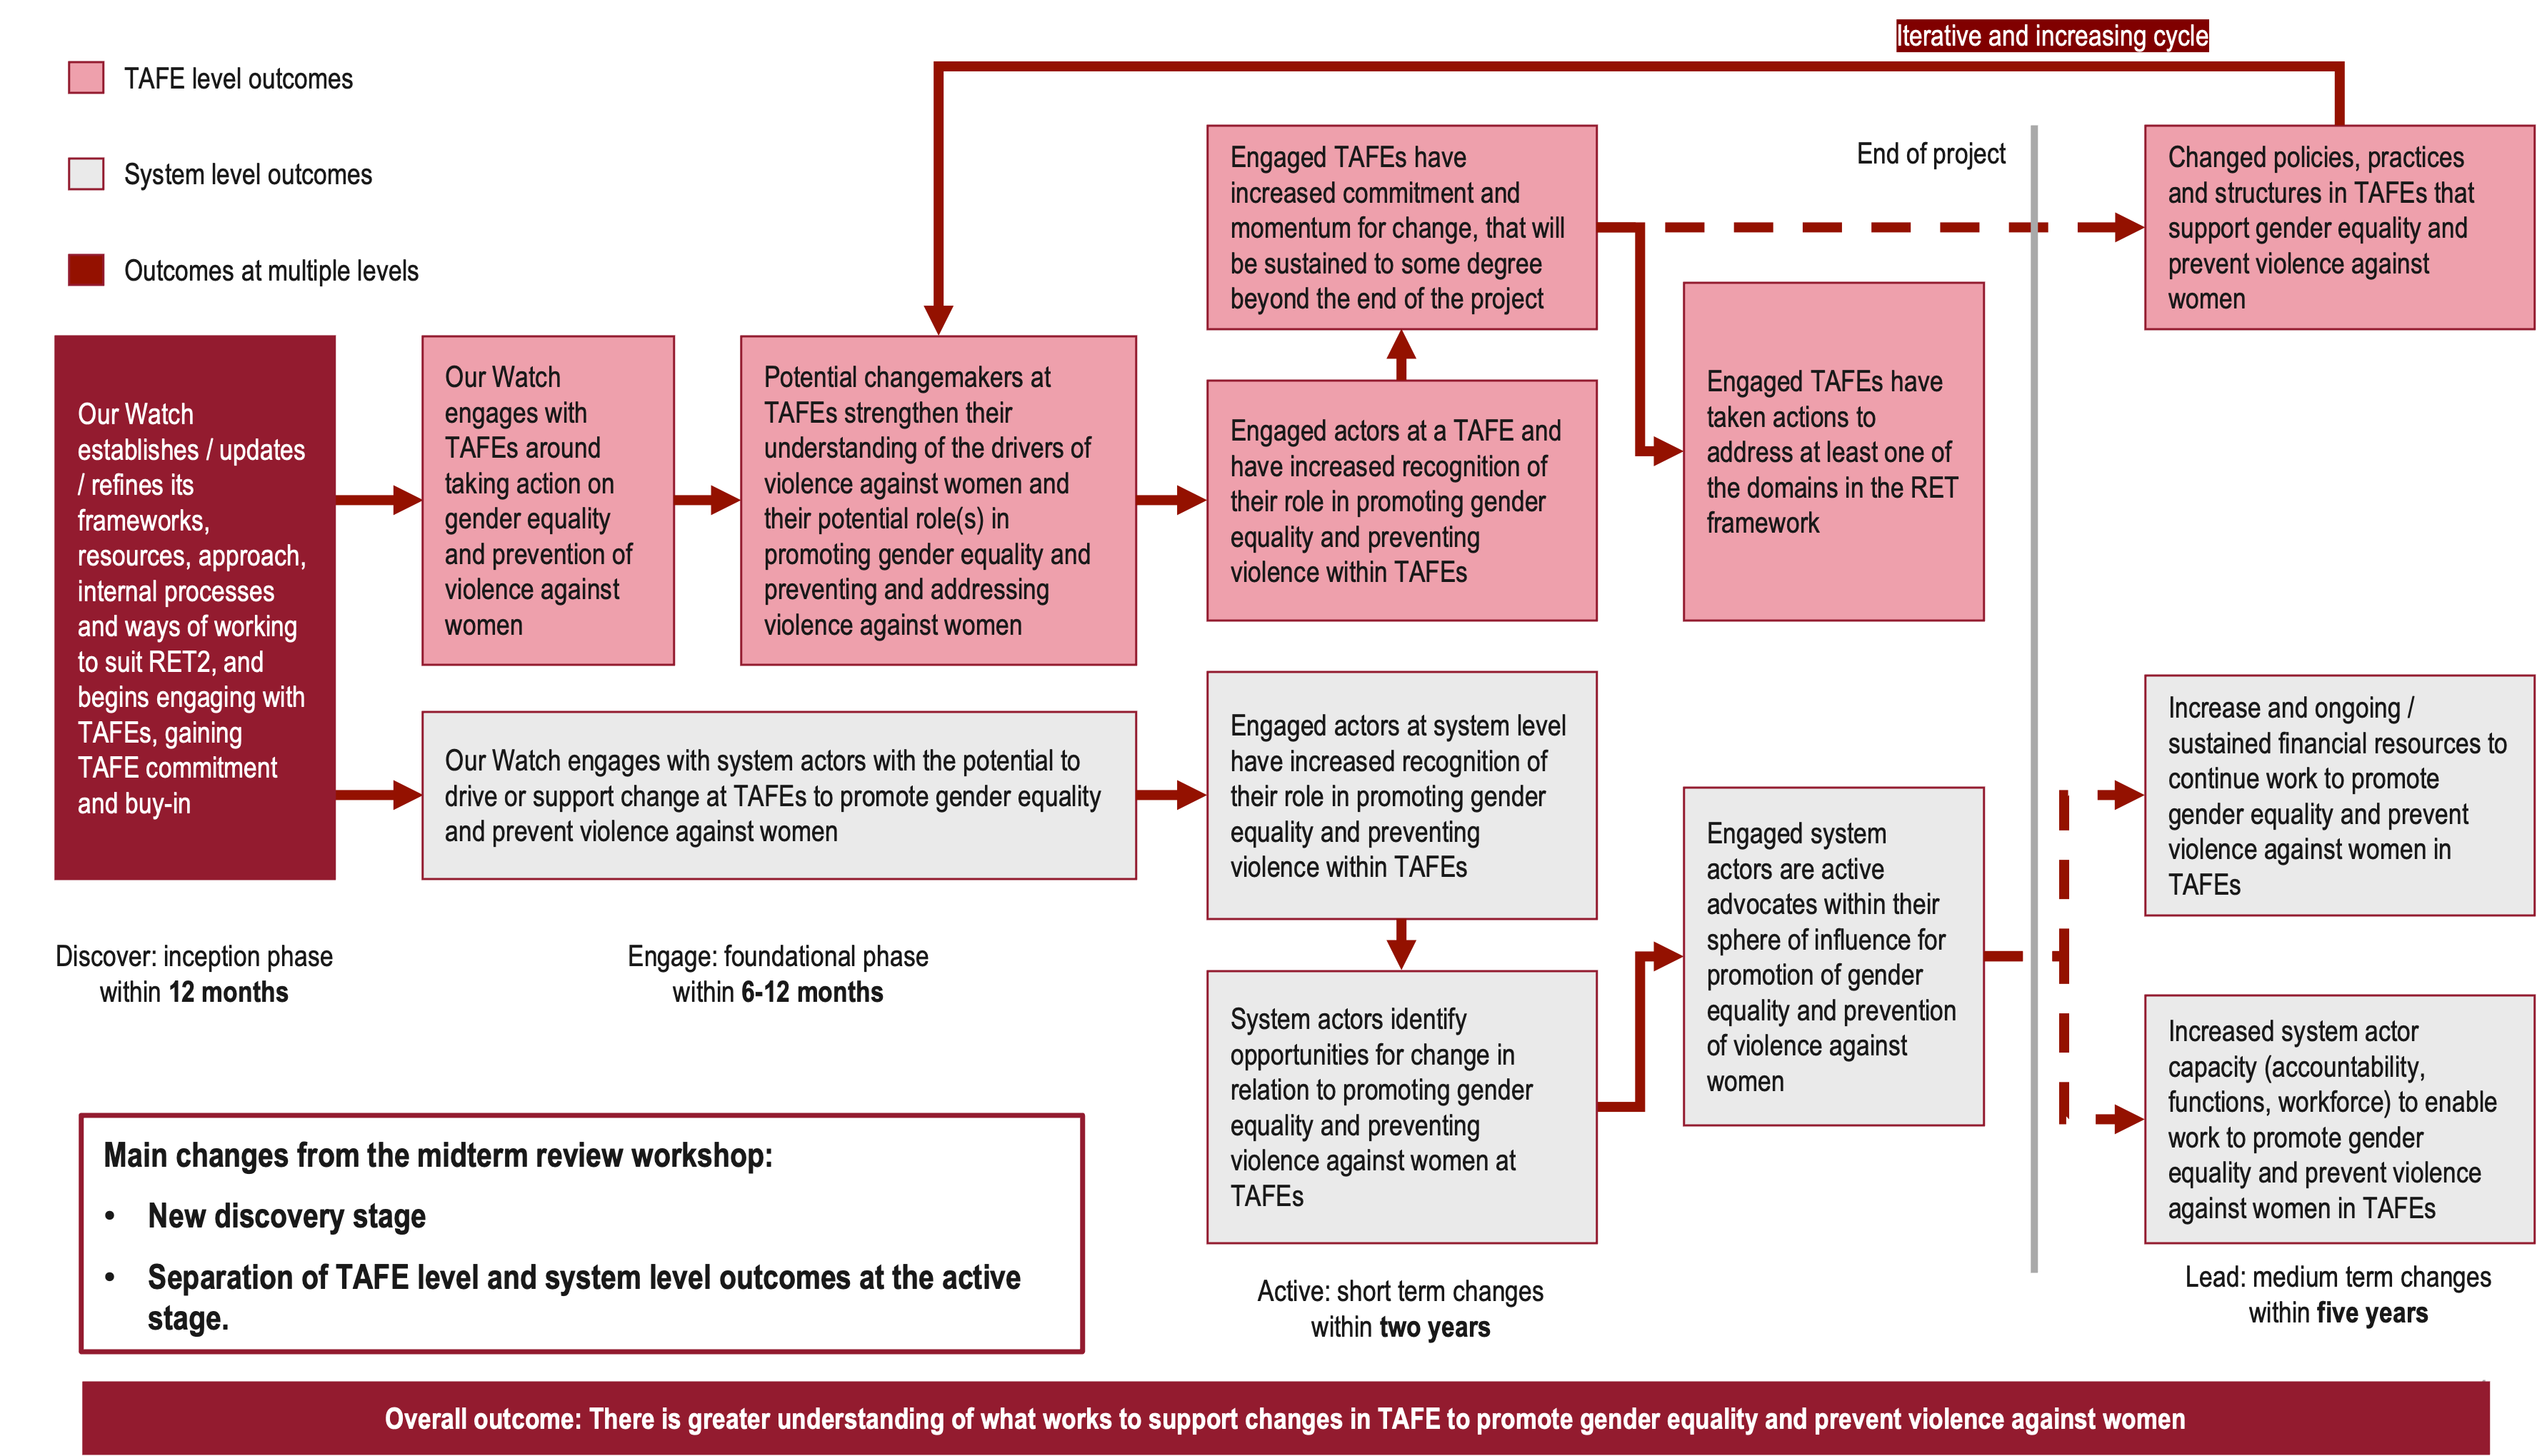 Iterative and increasing cycle
TAFE level outcomes
System level outcomes
Outcomes at multiple levels
Our Watch
establishes / updates
/ refines its
frameworks,
resources, approach,
internal processes
and ways of working
to suit RET2, and
begins engaging with
TAFEs, gaining
TAFE commitment
and buy-in
Our Watch
engages with
TAFEs around
taking action on
gender equality
and prevention of
violence against
women
Potential changemakers at
TAFEs strengthen their
understanding of the drivers of
violence against women and
their potential role(s) in
promoting gender equality and
preventing and addressing
violence against women
Engaged TAFEs have
increased commitment and
momentum for change, that will
be sustained to some degree
beyond the end of the project
Engaged actors at a TAFE and
have increased recognition of
their role in promoting gender
equality and preventing
violence within TAFEs
Engaged TAFEs have
taken actions to
address at least one of
the domains in the RET
framework
End of project
Changed policies, practices
and structures in TAFEs that
support gender equality and
prevent violence against
women
Our Watch engages with system actors with the potential to
drive or support change at TAFEs to promote gender equality
and prevent violence against women
Engaged actors at system level
have increased recognition of
their role in promoting gender
equality and preventing
violence within TAFEs
System actors identify
opportunities for change in
relation to promoting gender
equality and preventing
violence against women at
TAFEs
Engaged system
actors are active
advocates within their
sphere of influence for
promotion of gender
equality and prevention
of violence against
women
Increase and ongoing /
sustained financial resources to
continue work to promote
gender equality and prevent
violence against women in
TAFEs
Increased system actor
capacity (accountability,
functions, workforce) to enable
work to promote gender
equality and prevent violence
against women in TAFEs
Discover: inception phase
within 12 months
Engage: foundational phase
within 6-12 months
Active: short term changes
within two years
Lead: medium term changes
within five years
Main changes from the midterm review workshop:
• New discovery stage
• Separation of TAFE level and system level outcomes at the active
stage.
Overall outcome: There is greater understanding of what works to support changes in TAFE to promote gender equality and prevent violence against women